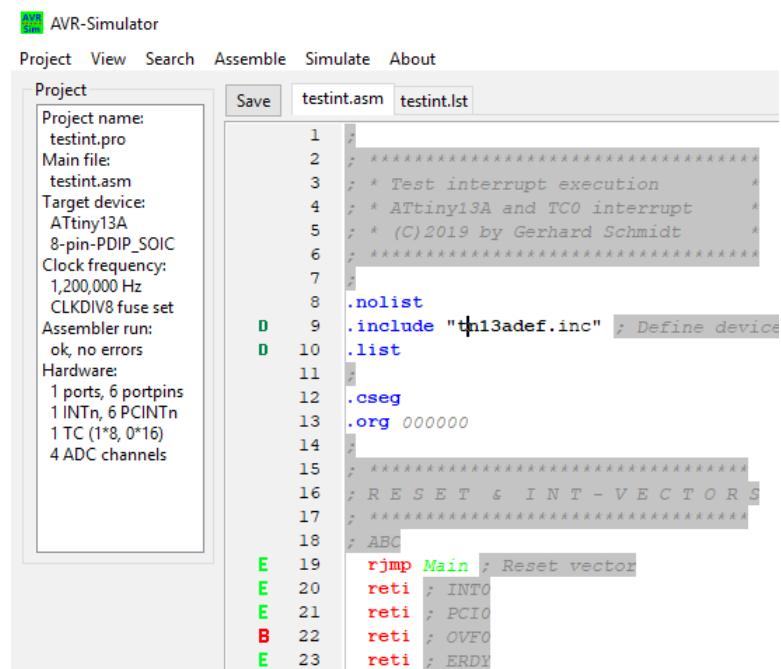 AVR Sim AVR-Simulator
Project View Search Assemble Simulate About
Project
Project name:
testint.pro
Main file:
testint.asm
Target device:
ATtiny13A
8-pin-PDIP_SOIC
Clock frequency:
1,200,000 Hz
CLKDIV8 fuse set
Assembler run:
ok, no errors
Hardware:
1 ports, 6 portpins
1 INTn, 6 PCINTn
1 TC (1*8, 0*16)
4 ADC channels
Save testint.asm testint.lst
1 ;
2 ; ***********************************
3 ; * Test interrupt execution *
4 ; * ATtiny13A and TC0 interrupt *
5 ; * (C)2019 by Gerhard Schmidt *
6 ; ***********************************
7 ;
8 .nolist
D 9 .include "tn13adef.inc" ; Define device
D 10 .list
11 ;
12 .cseg
13 .org 000000
14 ;
15 ; **********************************
16 ; R E S E T & I N T - V E C T O R S
17 ; **********************************
18 ; ABC
E 19 rjmp Main ; Reset vector
E 20 reti ; INT0
E 21 reti ; PCI0
B 22 reti ; OVF0
E 23 reti ; ERDY